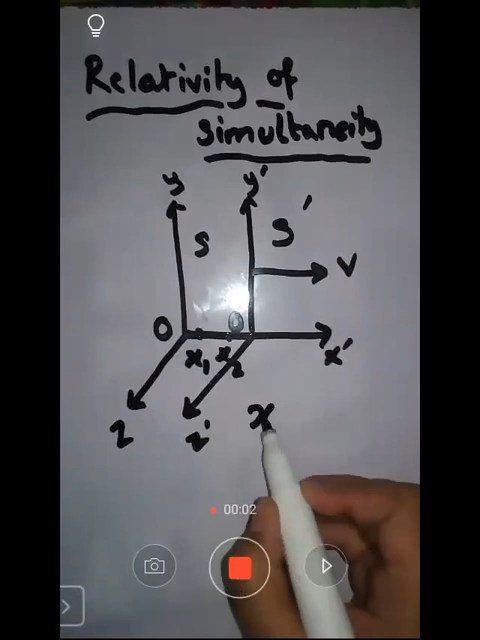 Relativity of
simultaneity
y y'
S S'
V
O O
x₁ x₂ x'
z z' x
00:02